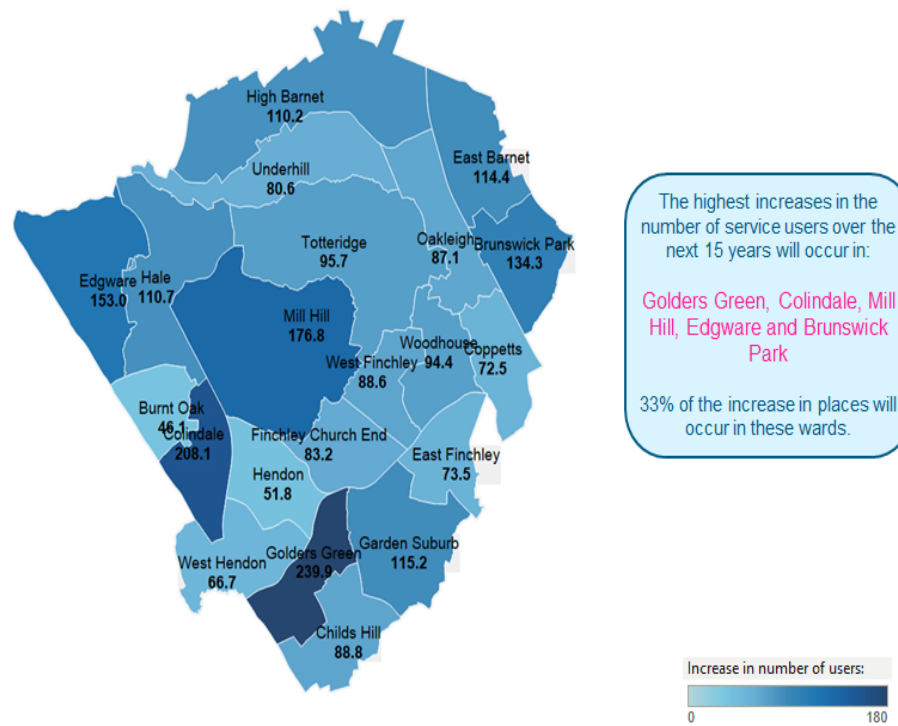 High Barnet
110.2
Underhill
80.6
East Barnet
114.4
Totteridge
95.7
Oakleigh
87.1
Brunswick Park
134.3
Edgware
153.0
Hale
110.7
Mill Hill
176.8
Woodhouse
94.4
West Finchley
88.6
Coppetts
72.5
Burnt Oak
46.1
Colindale
208.1
Finchley Church End
83.2
East Finchley
73.5
Hendon
51.8
West Hendon
66.7
Golders Green
239.9
Garden Suburb
115.2
Childs Hill
88.8
The highest increases in the
number of service users over the
next 15 years will occur in:
Golders Green, Colindale, Mill
Hill, Edgware and Brunswick
Park
33% of the increase in places will
occur in these wards.
Increase in number of users:
0
180